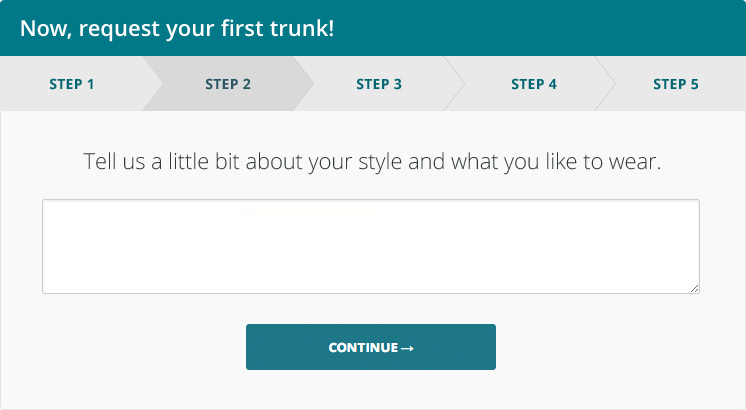 Now, request your first trunk!
STEP 1 STEP 2 STEP 3 STEP 4 STEP 5
Tell us a little bit about your style and what you like to wear.
CONTINUE→